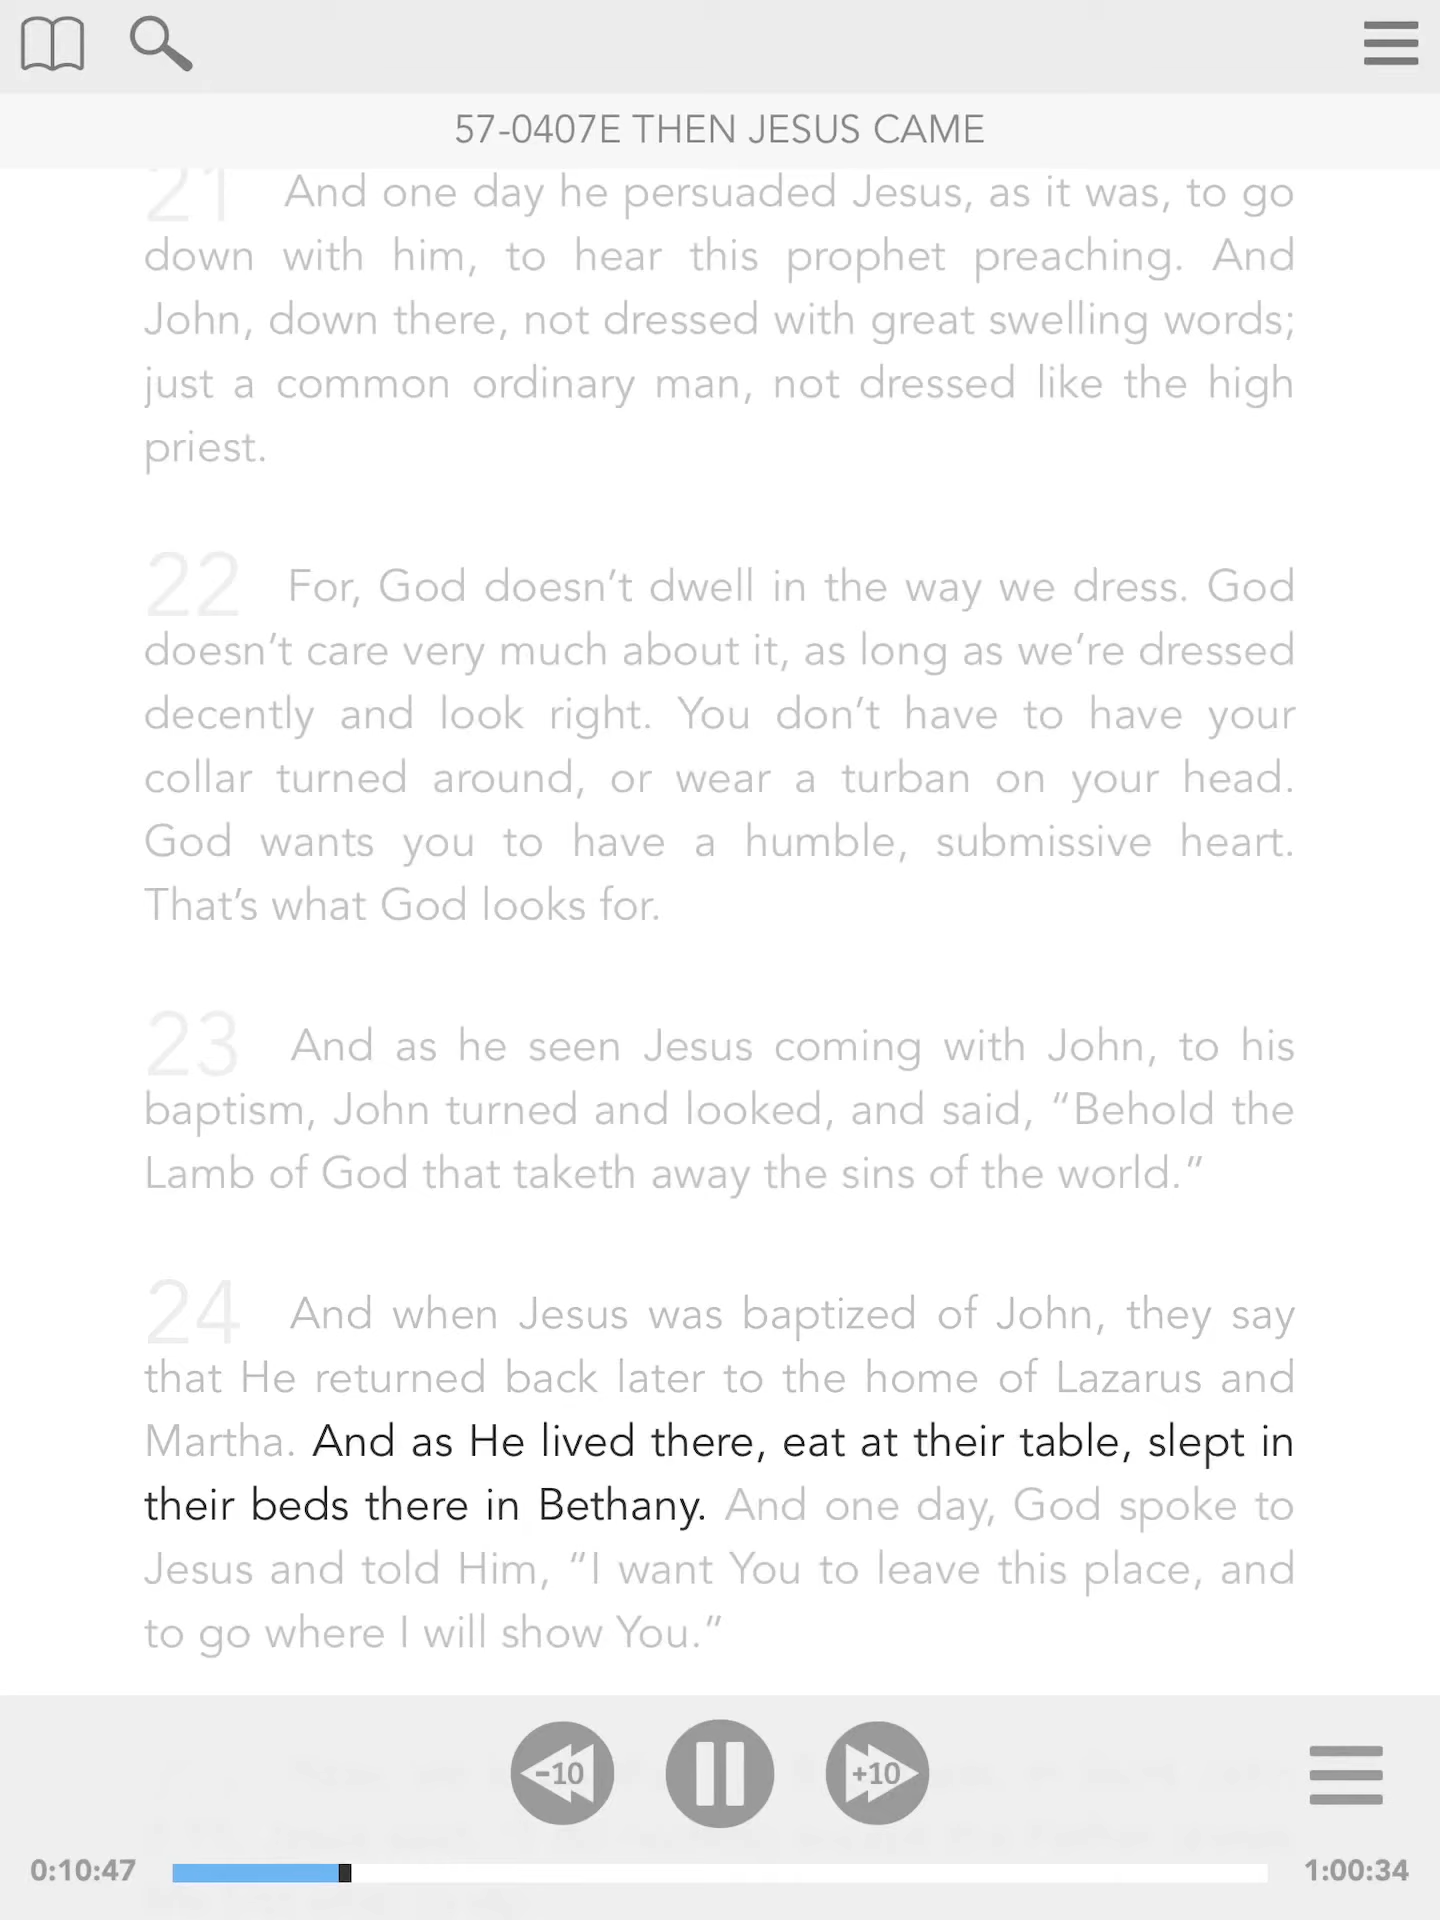 57-0407E THEN JESUS CAME
21 And one day he persuaded Jesus, as it was, to go
down with him, to hear this prophet preaching. And
John, down there, not dressed with great swelling words;
just a common ordinary man, not dressed like the high
priest.
22 For, God doesn’t dwell in the way we dress. God
doesn’t care very much about it, as long as we’re dressed
decently and look right. You don’t have to have your
collar turned around, or wear a turban on your head.
God wants you to have a humble, submissive heart.
That’s what God looks for.
23 And as he seen Jesus coming with John, to his
baptism, John turned and looked, and said, “Behold the
Lamb of God that taketh away the sins of the world.”
24 And when Jesus was baptized of John, they say
that He returned back later to the home of Lazarus and
Martha. And as He lived there, eat at their table, slept in
their beds there in Bethany. And one day, God spoke to
Jesus and told Him, “I want You to leave this place, and
to go where I will show You.”
-10 +10
0:10:47 1:00:34